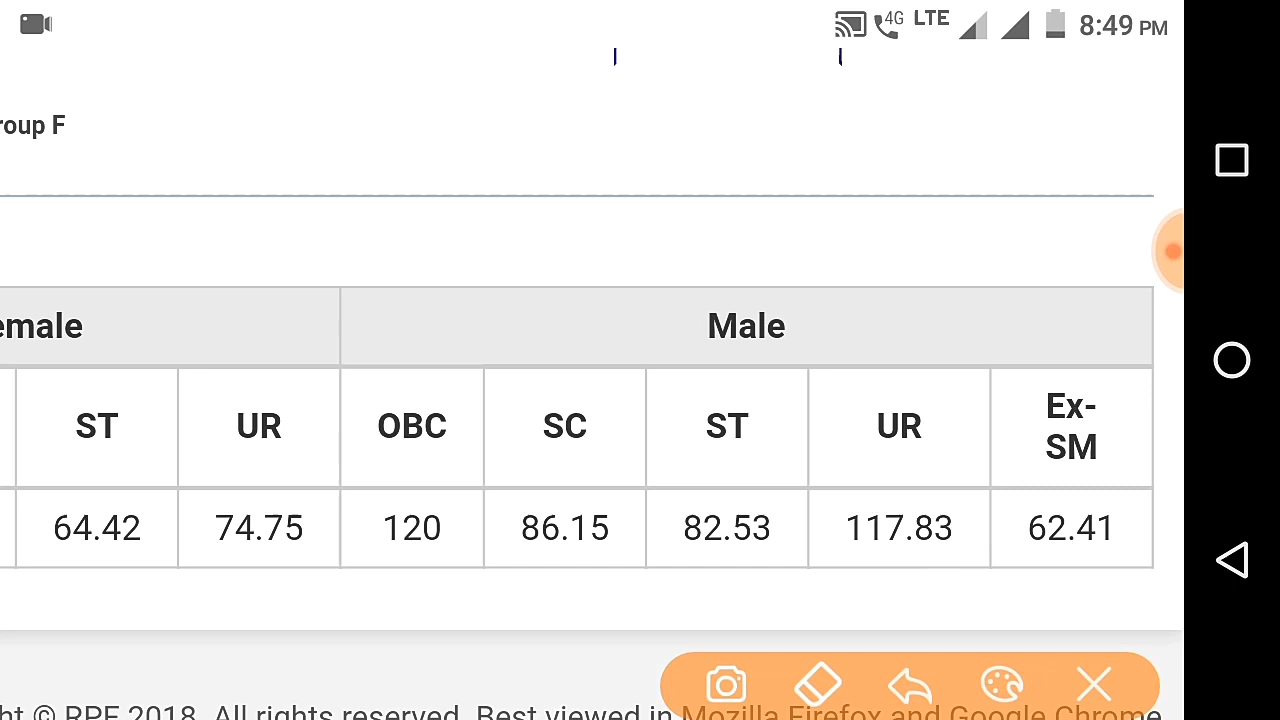 4G LTE 8:49 PM
roup F
emale Male
ST UR OBC SC ST UR Ex-
SM
64.42 74.75 120 86.15 82.53 117.83 62.41
ht © RPF 2018. All rights reserved. Best viewed in Mozilla Firefox and Google Chrome